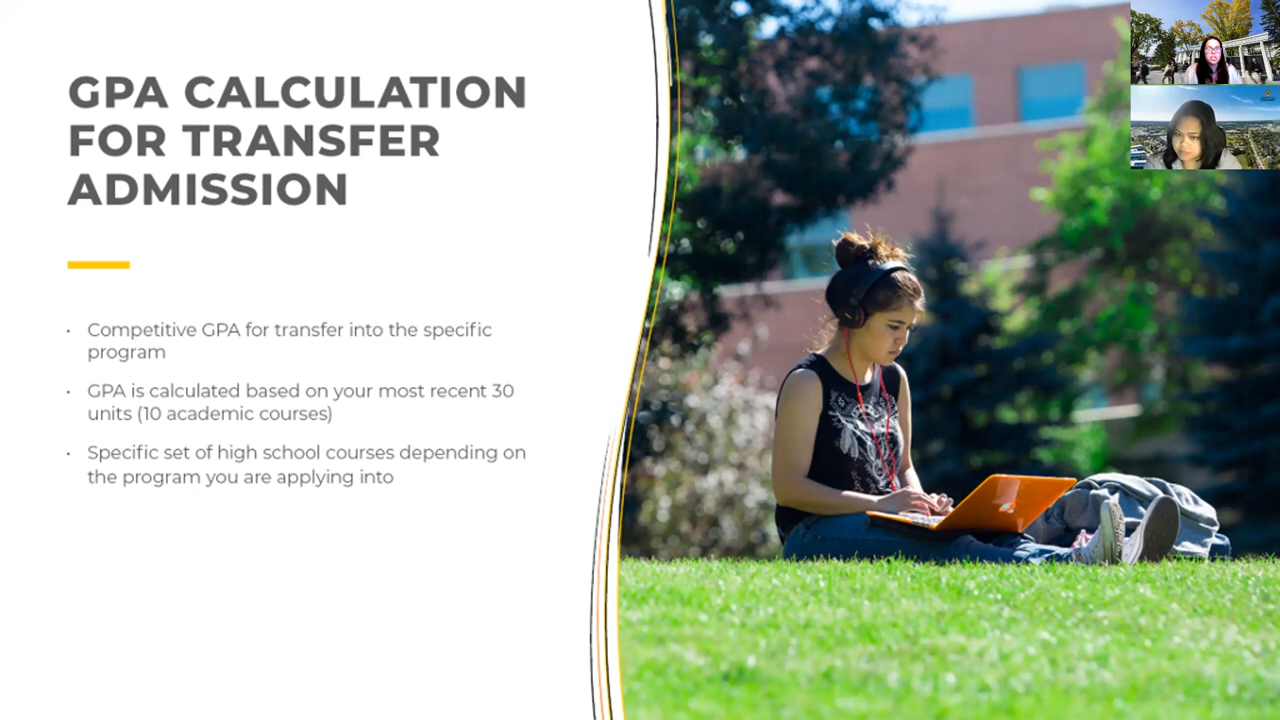 GPA CALCULATION
FOR TRANSFER
ADMISSION
• Competitive GPA for transfer into the specific
program
• GPA is calculated based on your most recent 30
units (10 academic courses)
• Specific set of high school courses depending on
the program you are applying into